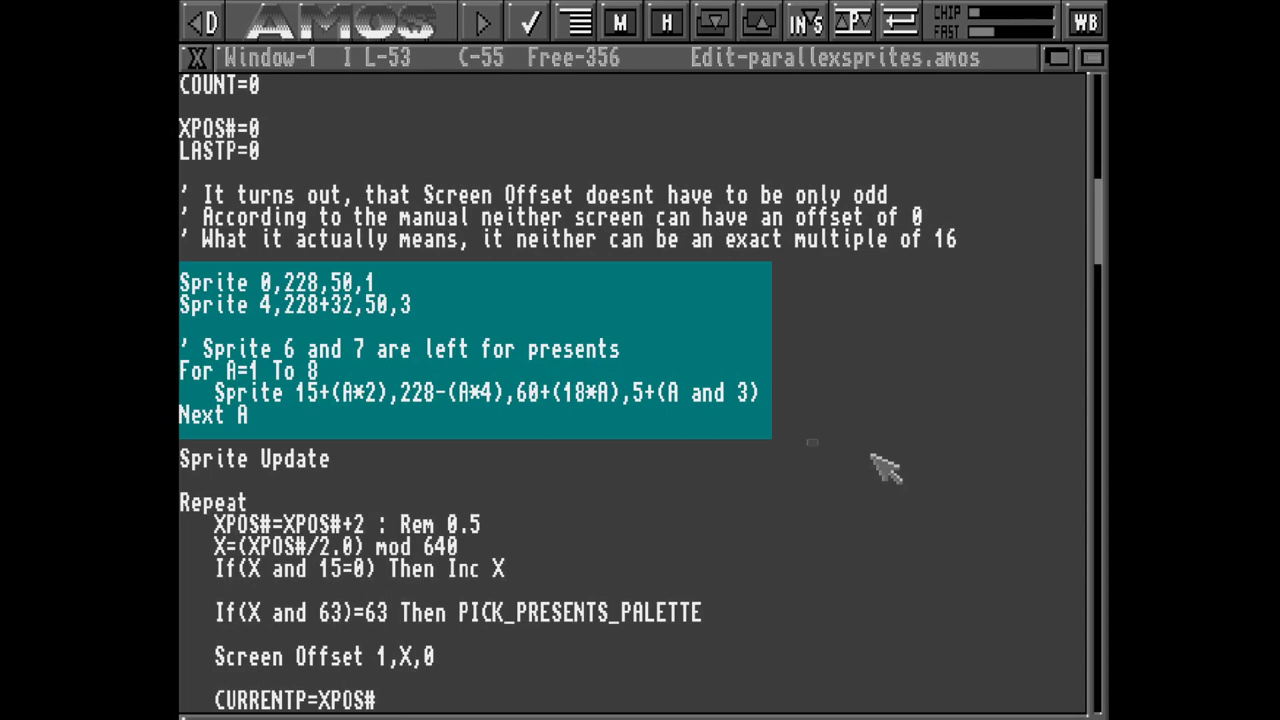 D AMOS M H INS P CHIP FAST WB
X Window-1 I L-53 C-55 Free-356 Edit-parallexsprites.amos
COUNT=0
XPOS#=0
LASTP=0
' It turns out, that Screen Offset doesnt have to be only odd
' According to the manual neither screen can have an offset of 0
' What it actually means, it neither can be an exact multiple of 16
Sprite 0,228,50,1
Sprite 4,228+32,50,3
' Sprite 6 and 7 are left for presents
For A=1 To 8
Sprite 15+(A*2),228-(A*4),60+(18*A),5+(A and 3)
Next A
Sprite Update
Repeat
XPOS#=XPOS#+2 : Rem 0.5
X=(XPOS#/2.0) mod 640
If(X and 15=0) Then Inc X
If(X and 63)=63 Then PICK_PRESENTS_PALETTE
Screen Offset 1,X,0
CURRENTP=XPOS#